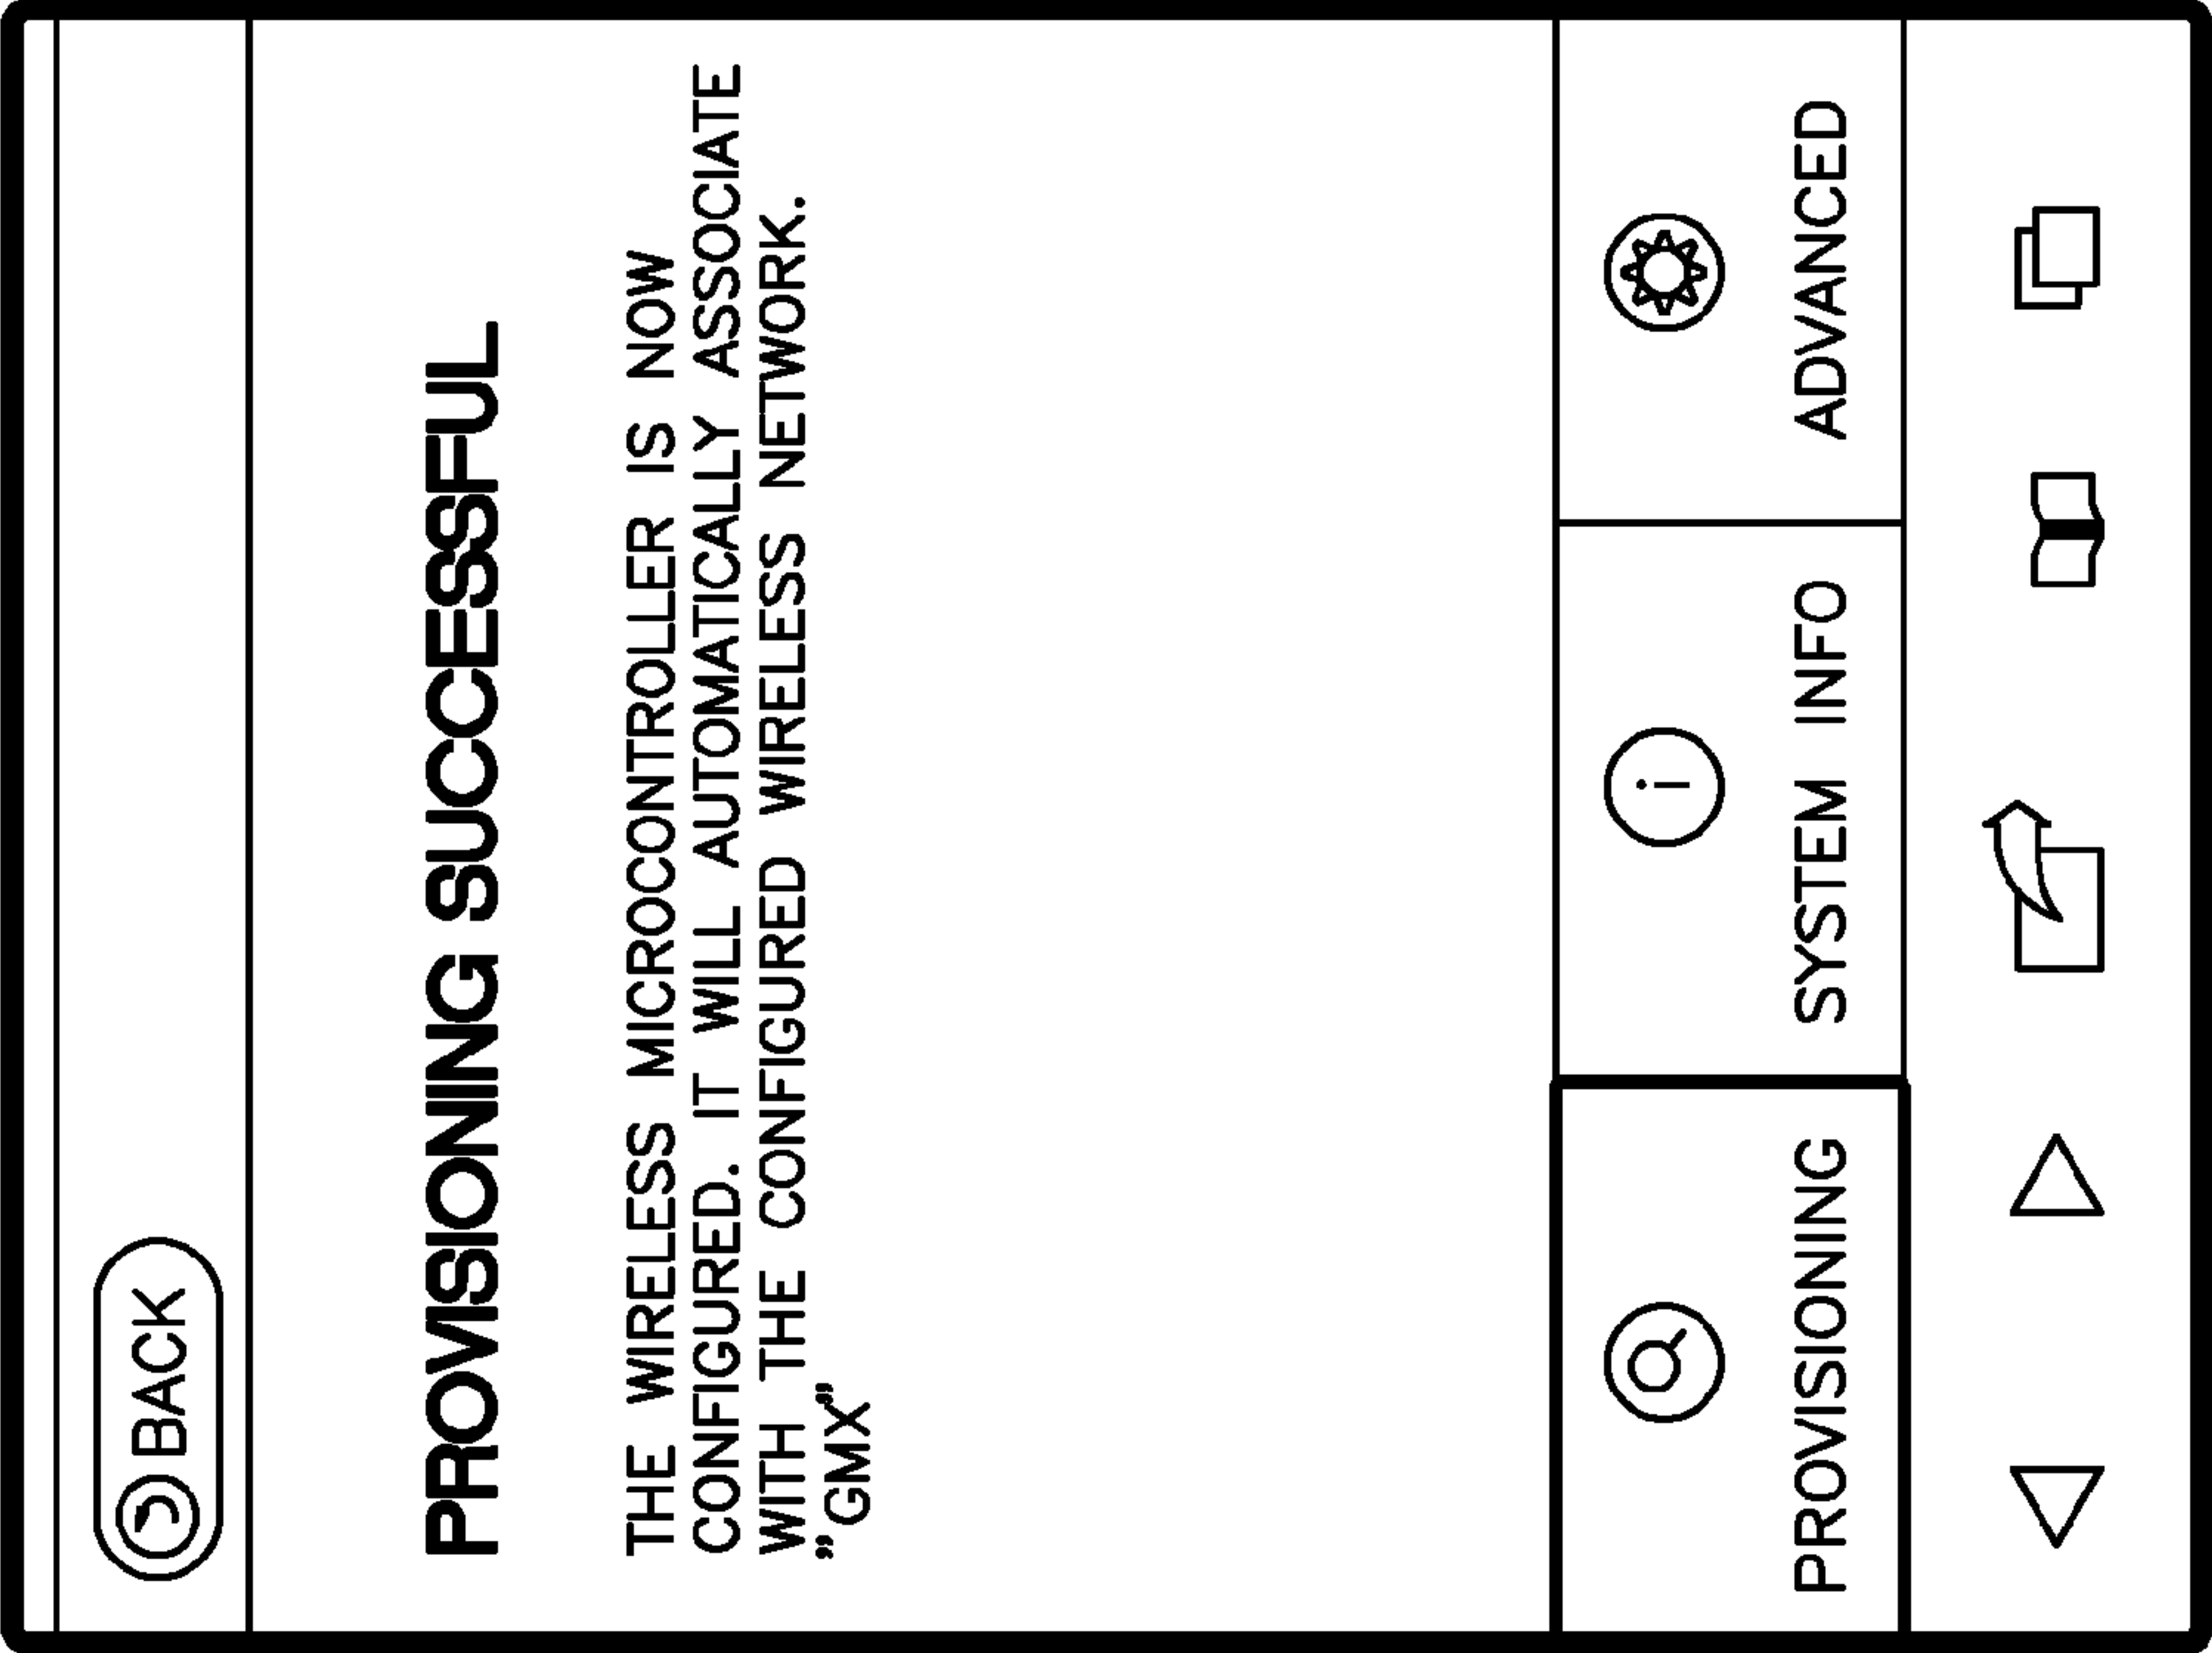 BACK
PROVISIONING SUCCESSFUL
THE WIRELESS MICROCONTROLLER IS NOW
CONFIGURED. IT WILL AUTOMATICALLY ASSOCIATE
WITH THE CONFIGURED WIRELESS NETWORK.
”GMX”
PROVISIONING
SYSTEM INFO
ADVANCED